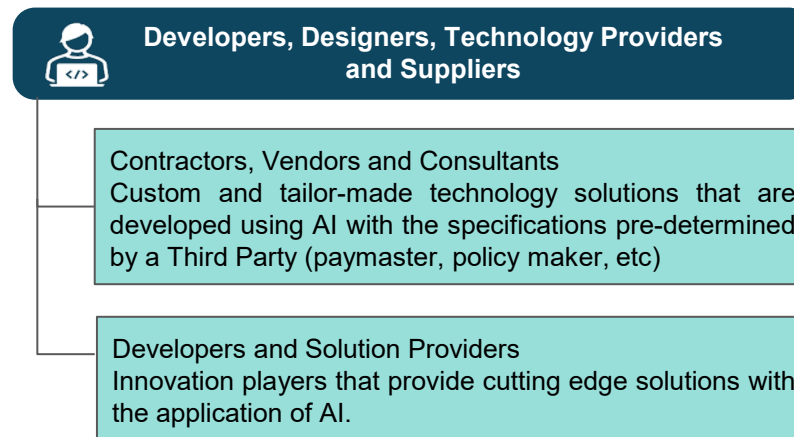 </>
Developers, Designers, Technology Providers
and Suppliers
Contractors, Vendors and Consultants
Custom and tailor-made technology solutions that are
developed using AI with the specifications pre-determined
by a Third Party (paymaster, policy maker, etc)
Developers and Solution Providers
Innovation players that provide cutting edge solutions with
the application of AI.